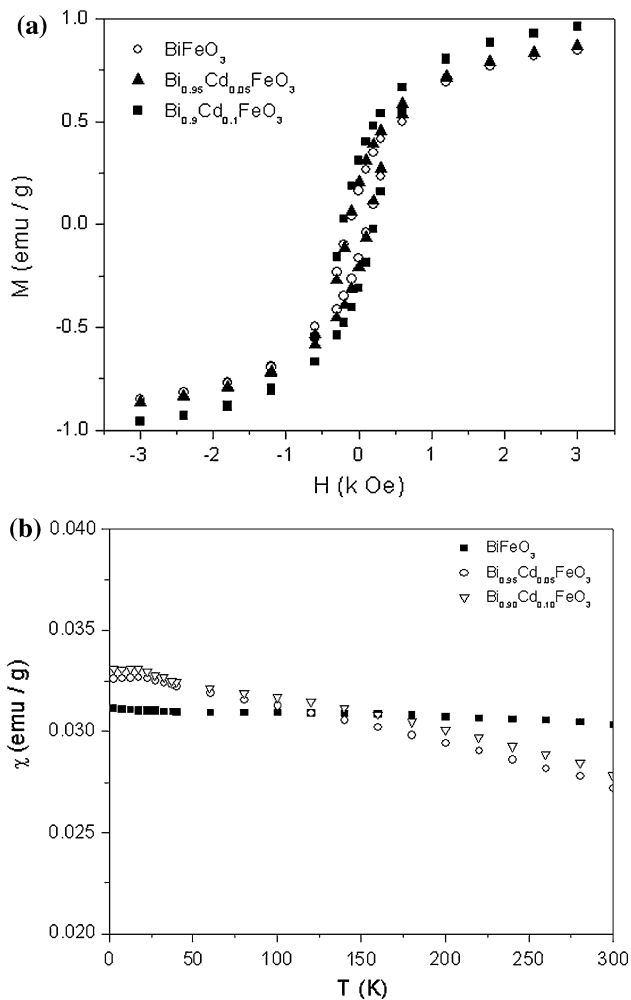 (a)
BiFeO₃
Bi₀.₉₅Cd₀.₀₅FeO₃
Bi₀.₉Cd₀.₁FeO₃
1.0
0.5
0.0
-0.5
-1.0
M (emu / g)
-3 -2 -1 0 1 2 3
H (k Oe)
(b)
BiFeO₃
Bi₀.₉₅Cd₀.₀₅FeO₃
Bi₀.₉₀Cd₀.₁₀FeO₃
0.040
0.035
0.030
0.025
0.020
χ (emu / g)
0 50 100 150 200 250 300
T (K)